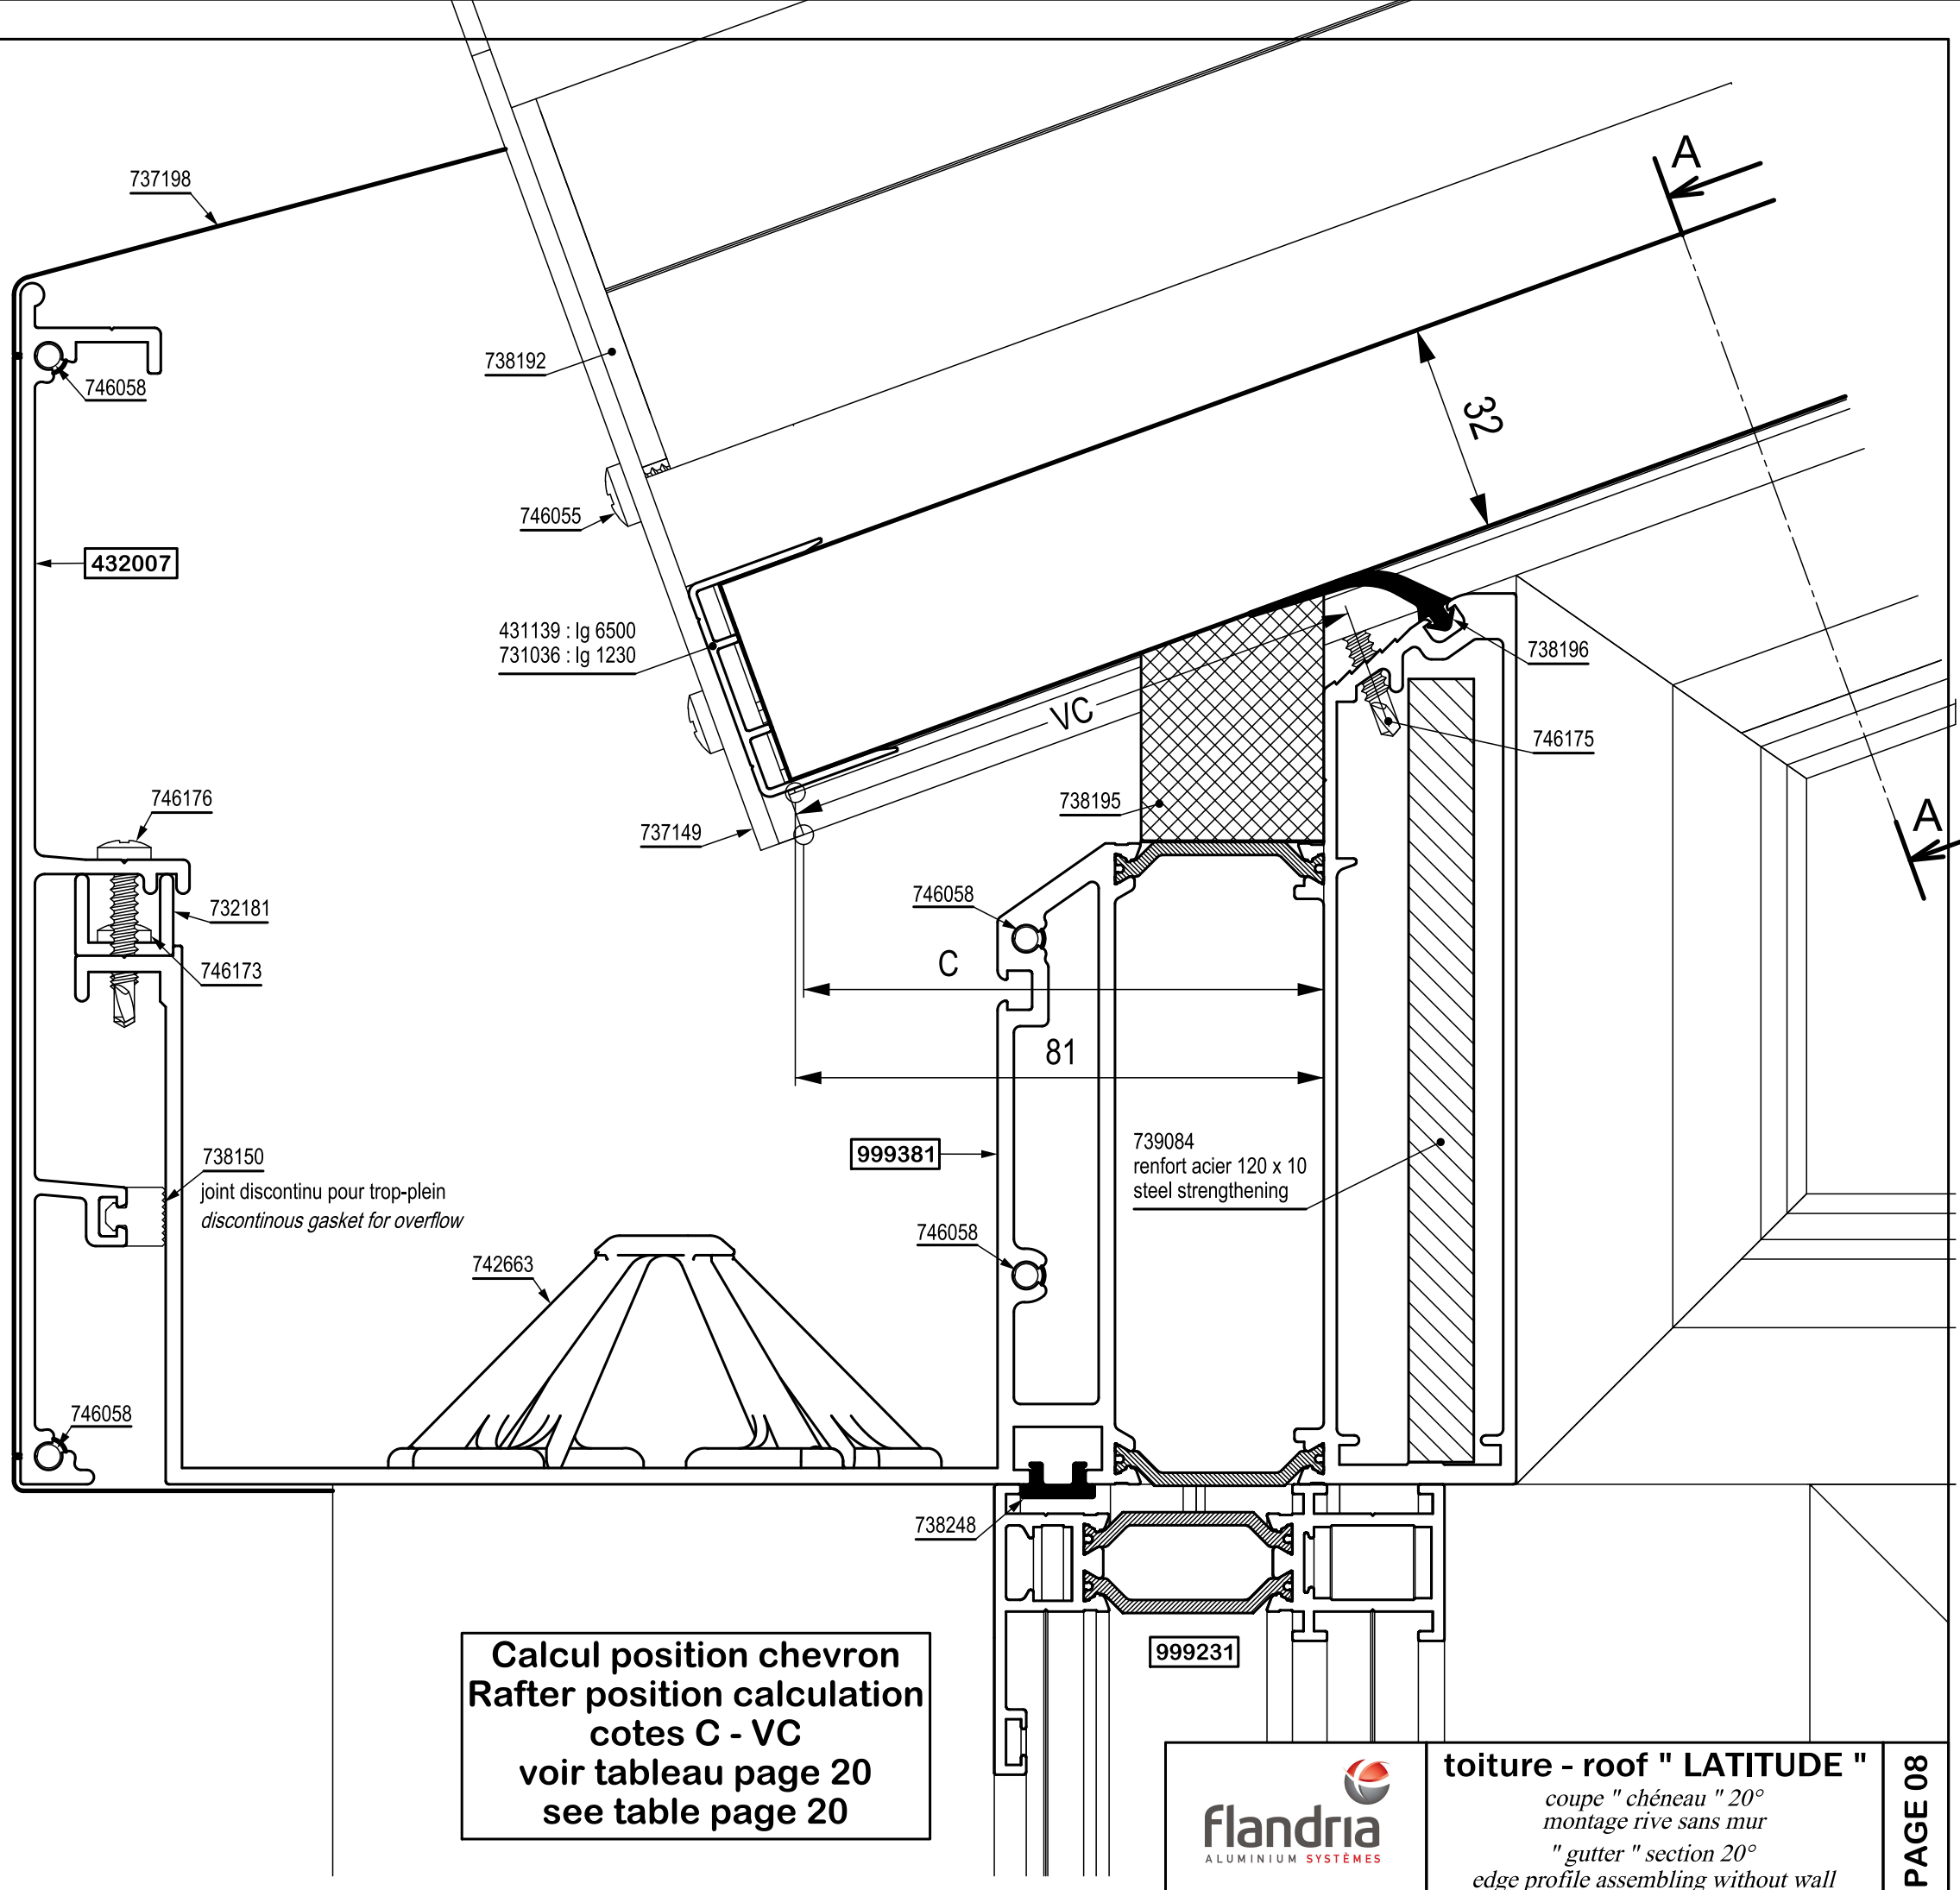 A
737198
738192
746058
32
746055
432007
431139 : lg 6500
731036 : lg 1230
738196
VC
746175
746176
738195
A
737149
746058
732181
C
746173
81
739084
renfort acier 120 x 10
steel strengthening
999381
738150
joint discontinu pour trop-plein
discontinous gasket for overflow
746058
742663
746058
738248
999231
Calcul position chevron
Rafter position calculation
cotes C - VC
voir tableau page 20
see table page 20
flandria
ALUMINIUM SYSTÈMES
toiture - roof " LATITUDE "
coupe " chéneau " 20°
montage rive sans mur
" gutter " section 20°
edge profile assembling without wall
PAGE 08